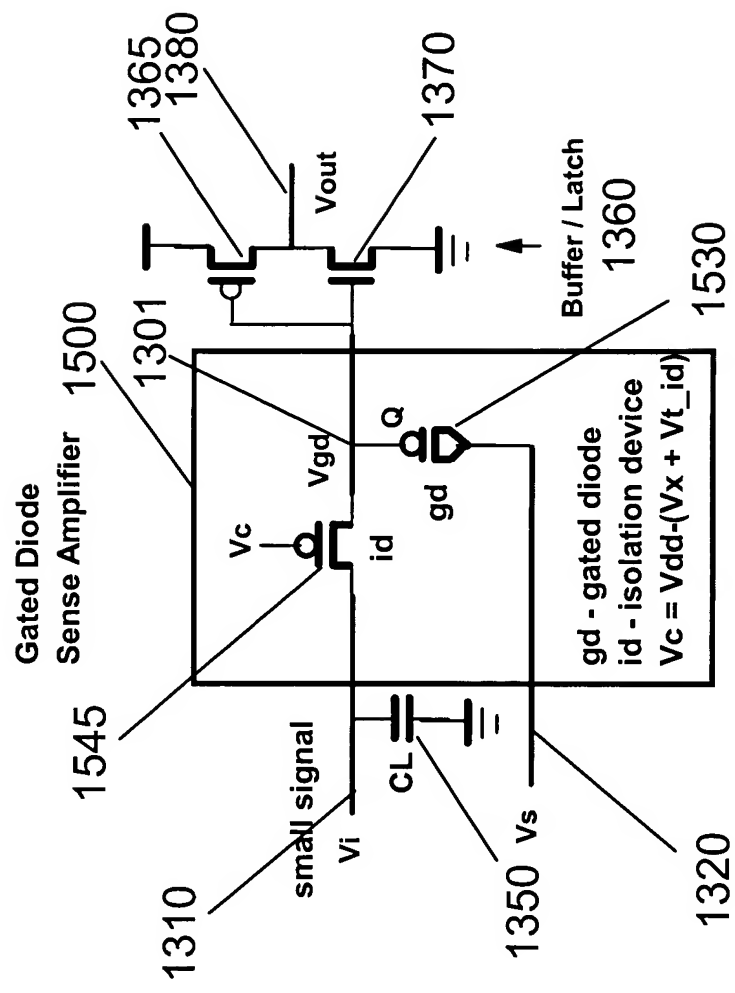 Gated Diode
Sense Amplifier
1500
1301
1365
1380
1545
1310
small signal
Vi
Vc
id
Vgd
Q
gd
Vout
1370
CL
1350
Vs
1320
gd - gated diode
id - isolation device
Vc = Vdd-(Vx + Vt_id)
Buffer / Latch
1360
1530